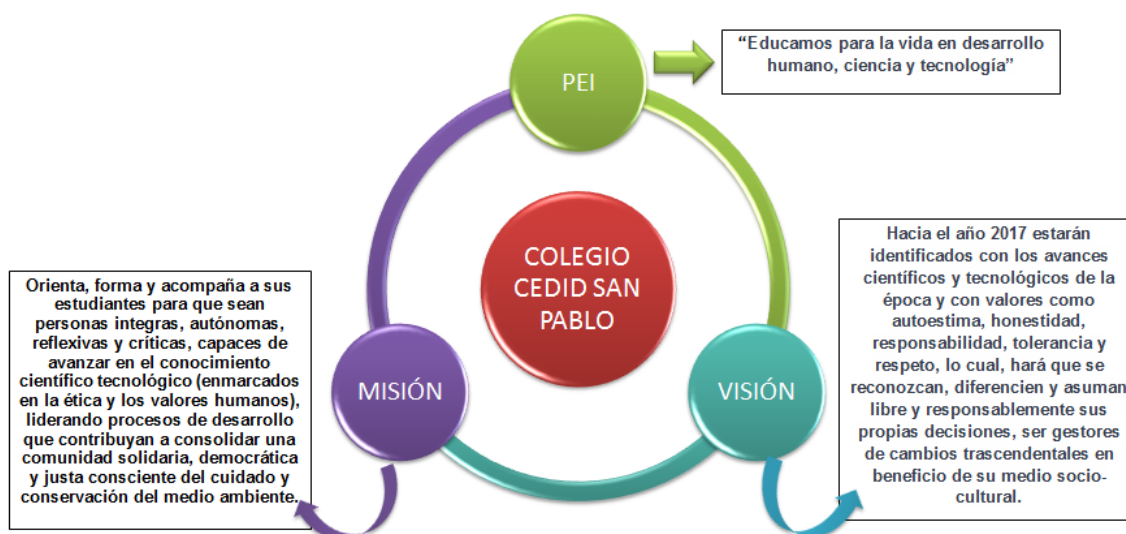 PEI
“Educamos para la vida en desarrollo
humano, ciencia y tecnología”
COLEGIO
CEDID SAN
PABLO
MISIÓN
Orienta, forma y acompaña a sus
estudiantes para que sean
personas integras, autónomas,
reflexivas y críticas, capaces de
avanzar en el conocimiento
científico tecnológico (enmarcados
en la ética y los valores humanos),
liderando procesos de desarrollo
que contribuyan a consolidar una
comunidad solidaria, democrática
y justa consciente del cuidado y
conservación del medio ambiente.
VISIÓN
Hacia el año 2017 estarán
identificados con los avances
científicos y tecnológicos de la
época y con valores como
autoestima, honestidad,
responsabilidad, tolerancia y
respeto, lo cual, hará que se
reconozcan, diferencien y asuman
libre y responsablemente sus
propias decisiones, ser gestores
de cambios trascendentales en
beneficio de su medio socio-
cultural.